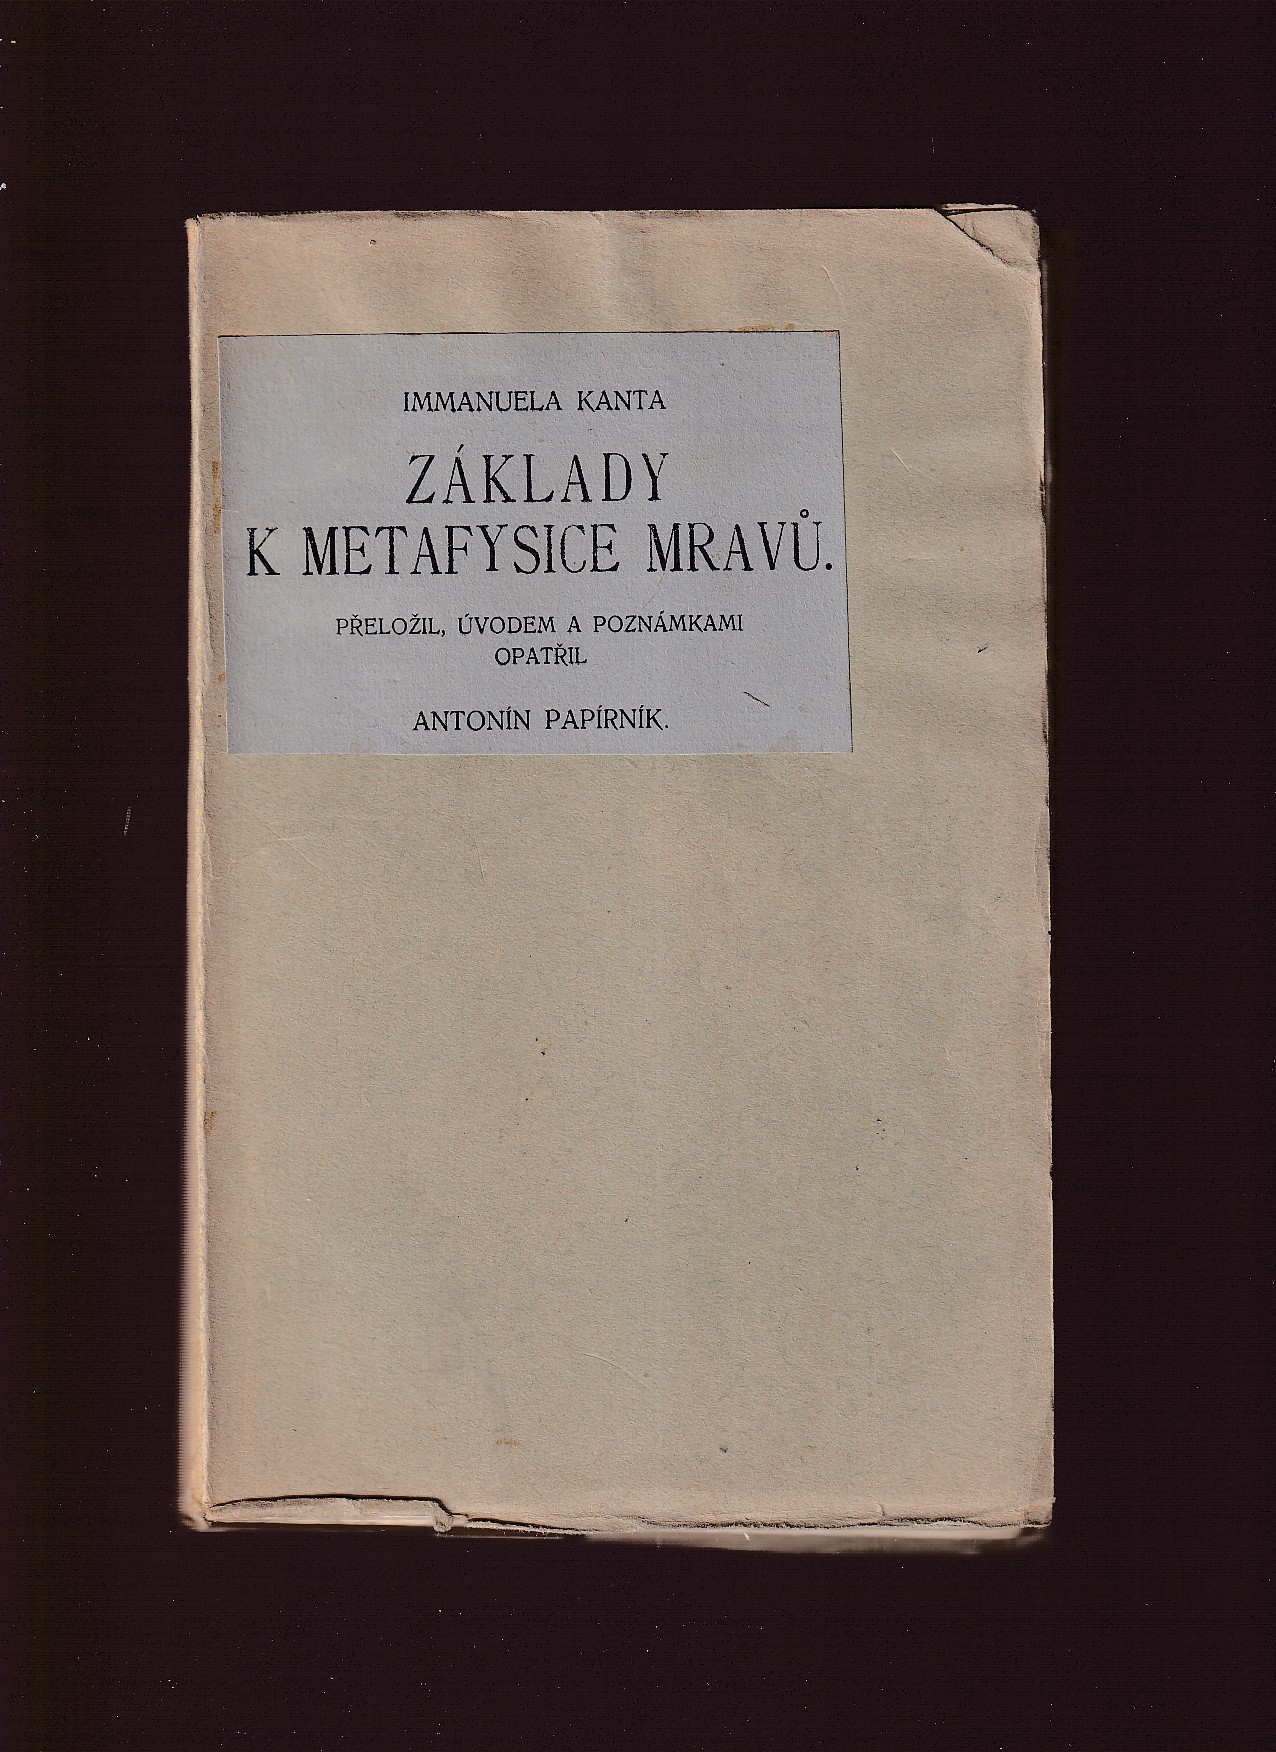 IMMANUELA KANTA
ZÁKLADY
K METAFYSICE MRAVŮ.
PŘELOŽIL, ÚVODEM A POZNÁMKAMI
OPATŘIL
ANTONÍN PAPÍRNÍK.